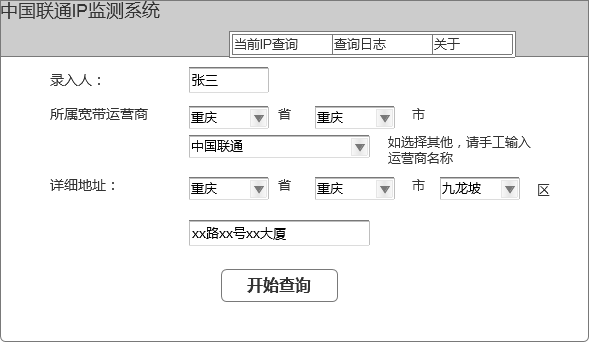 中国联通IP监测系统
当前IP查询 查询日志 关于
录入人： 张三
所属宽带运营商 重庆 省 重庆 市
中国联通 如选择其他，请手工输入
运营商名称
详细地址： 重庆 省 重庆 市 九龙坡 区
xx路xx号xx大厦
开始查询